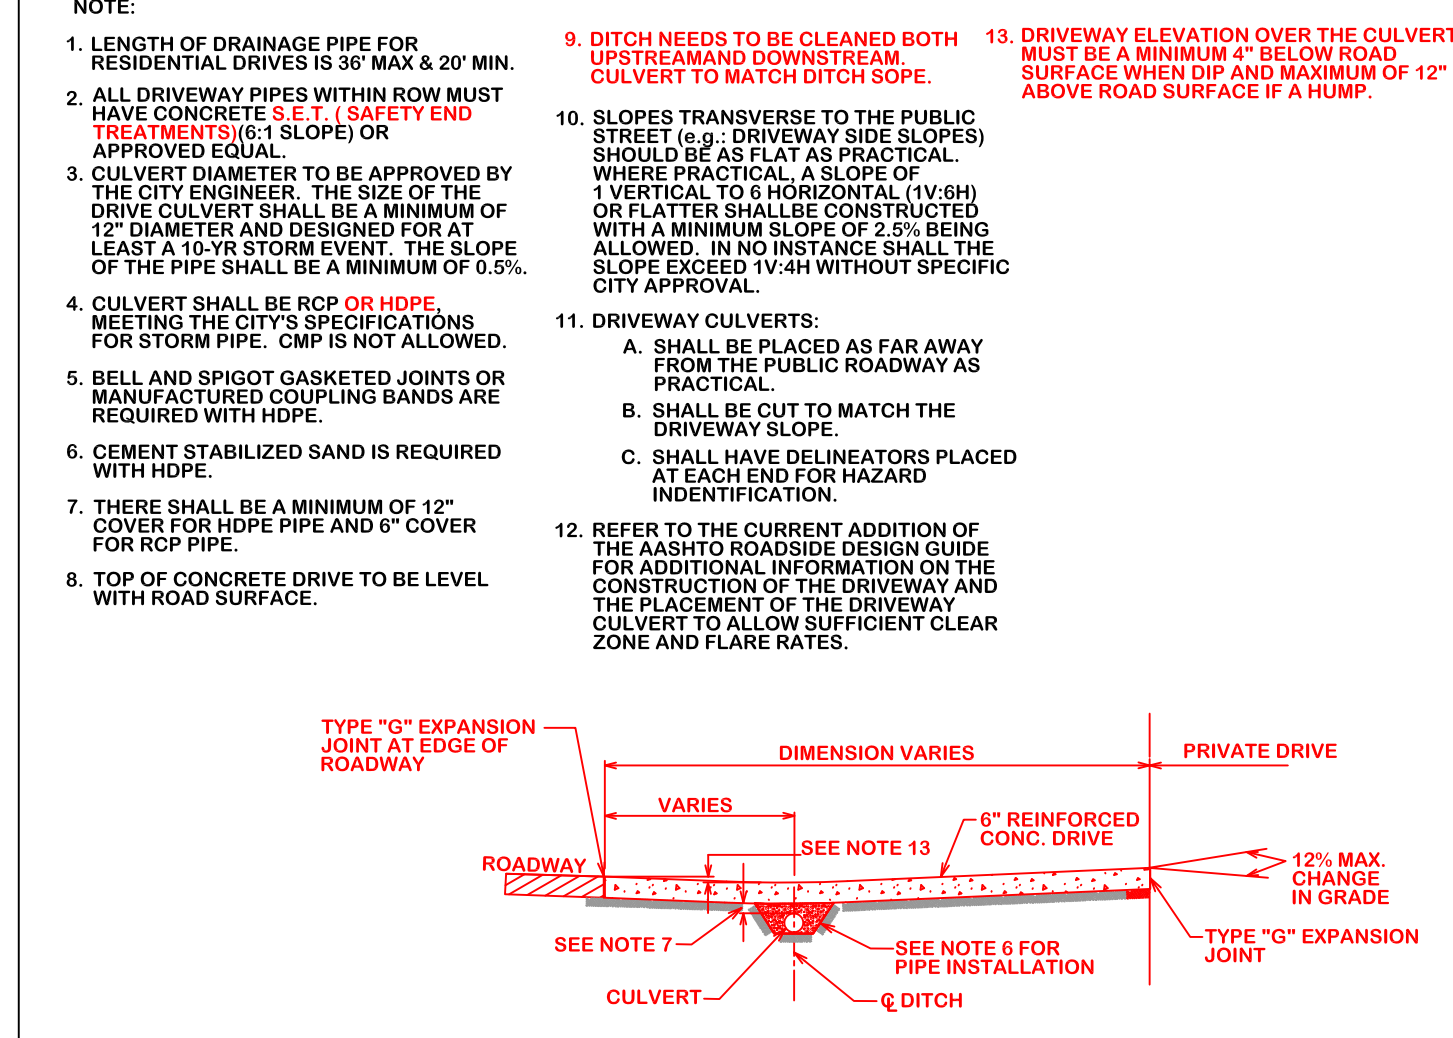 NOTE:
1. LENGTH OF DRAINAGE PIPE FOR
RESIDENTIAL DRIVES IS 36' MAX & 20' MIN.
2. ALL DRIVEWAY PIPES WITHIN ROW MUST
HAVE CONCRETE S.E.T. ( SAFETY END
TREATMENTS)(6:1 SLOPE) OR
APPROVED EQUAL.
3. CULVERT DIAMETER TO BE APPROVED BY
THE CITY ENGINEER. THE SIZE OF THE
DRIVE CULVERT SHALL BE A MINIMUM OF
12" DIAMETER AND DESIGNED FOR AT
LEAST A 10-YR STORM EVENT. THE SLOPE
OF THE PIPE SHALL BE A MINIMUM OF 0.5%.
4. CULVERT SHALL BE RCP OR HDPE,
MEETING THE CITY'S SPECIFICATIONS
FOR STORM PIPE. CMP IS NOT ALLOWED.
5. BELL AND SPIGOT GASKETED JOINTS OR
MANUFACTURED COUPLING BANDS ARE
REQUIRED WITH HDPE.
6. CEMENT STABILIZED SAND IS REQUIRED
WITH HDPE.
7. THERE SHALL BE A MINIMUM OF 12"
COVER FOR HDPE PIPE AND 6" COVER
FOR RCP PIPE.
8. TOP OF CONCRETE DRIVE TO BE LEVEL
WITH ROAD SURFACE.
9. DITCH NEEDS TO BE CLEANED BOTH
UPSTREAMAND DOWNSTREAM.
CULVERT TO MATCH DITCH SOPE.
10. SLOPES TRANSVERSE TO THE PUBLIC
STREET (e.g.: DRIVEWAY SIDE SLOPES)
SHOULD BE AS FLAT AS PRACTICAL.
WHERE PRACTICAL, A SLOPE OF
1 VERTICAL TO 6 HORIZONTAL (1V:6H)
OR FLATTER SHALLBE CONSTRUCTED
WITH A MINIMUM SLOPE OF 2.5% BEING
ALLOWED. IN NO INSTANCE SHALL THE
SLOPE EXCEED 1V:4H WITHOUT SPECIFIC
CITY APPROVAL.
11. DRIVEWAY CULVERTS:
A. SHALL BE PLACED AS FAR AWAY
FROM THE PUBLIC ROADWAY AS
PRACTICAL.
B. SHALL BE CUT TO MATCH THE
DRIVEWAY SLOPE.
C. SHALL HAVE DELINEATORS PLACED
AT EACH END FOR HAZARD
INDENTIFICATION.
12. REFER TO THE CURRENT ADDITION OF
THE AASHTO ROADSIDE DESIGN GUIDE
FOR ADDITIONAL INFORMATION ON THE
CONSTRUCTION OF THE DRIVEWAY AND
THE PLACEMENT OF THE DRIVEWAY
CULVERT TO ALLOW SUFFICIENT CLEAR
ZONE AND FLARE RATES.
13. DRIVEWAY ELEVATION OVER THE CULVERT
MUST BE A MINIMUM 4" BELOW ROAD
SURFACE WHEN DIP AND MAXIMUM OF 12"
ABOVE ROAD SURFACE IF A HUMP.
TYPE "G" EXPANSION
JOINT AT EDGE OF
ROADWAY
DIMENSION VARIES
PRIVATE DRIVE
VARIES
6" REINFORCED
CONC. DRIVE
SEE NOTE 13
ROADWAY
12% MAX.
CHANGE
IN GRADE
SEE NOTE 7
SEE NOTE 6 FOR
PIPE INSTALLATION
TYPE "G" EXPANSION
JOINT
CULVERT
℄ DITCH